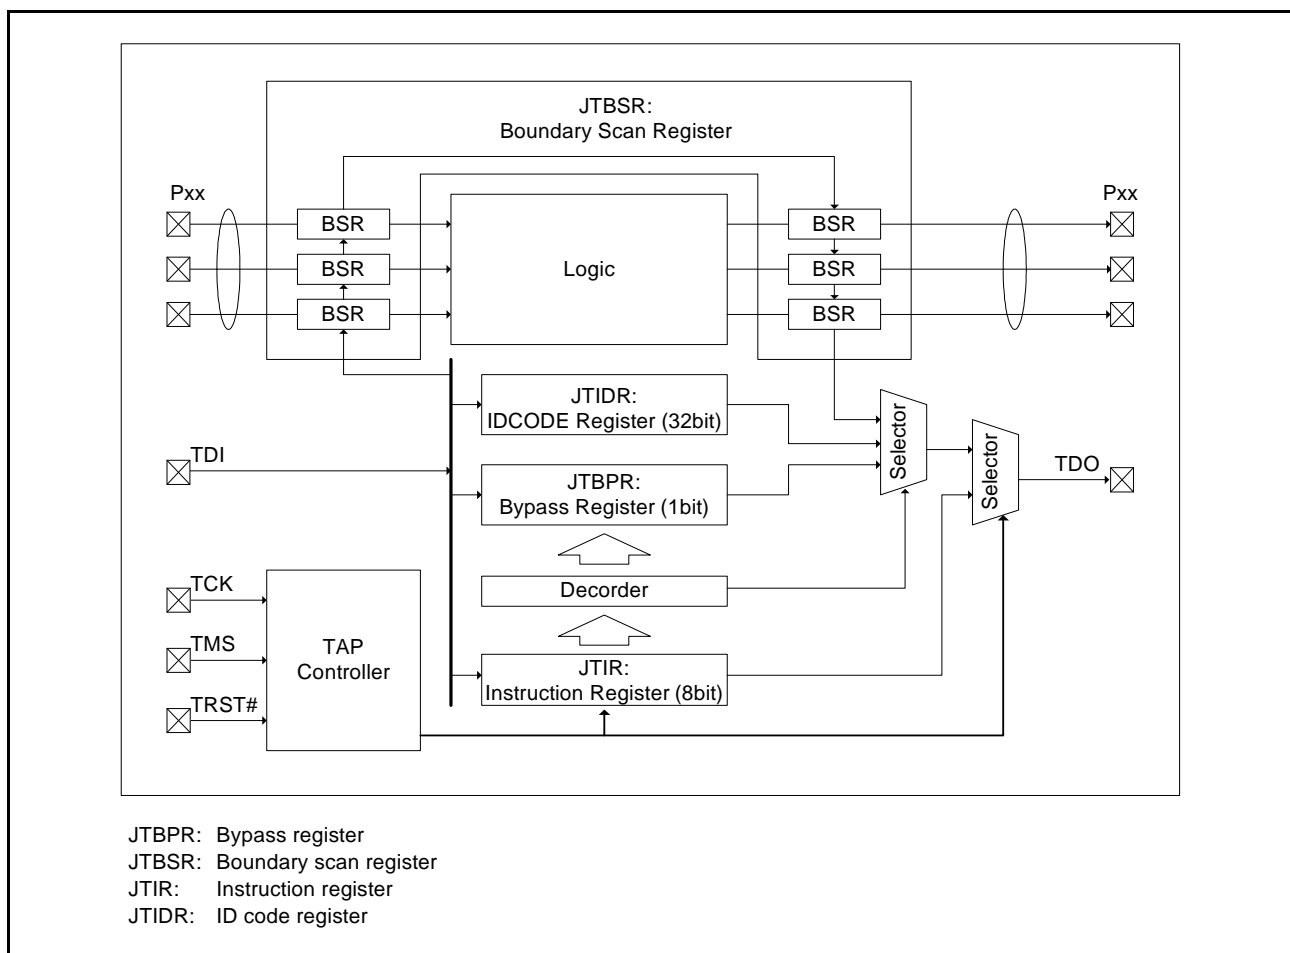 JTBSR:
Boundary Scan Register
Pxx
Pxx
BSR
BSR
BSR
BSR
BSR
BSR
Logic
JTIDR:
IDCODE Register (32bit)
TDI
JTBPR:
Bypass Register (1bit)
Selector
Selector
TDO
Decorder
TCK
TMS
TRST#
TAP
Controller
JTIR:
Instruction Register (8bit)
JTBPR: Bypass register
JTBSR: Boundary scan register
JTIR: Instruction register
JTIDR: ID code register